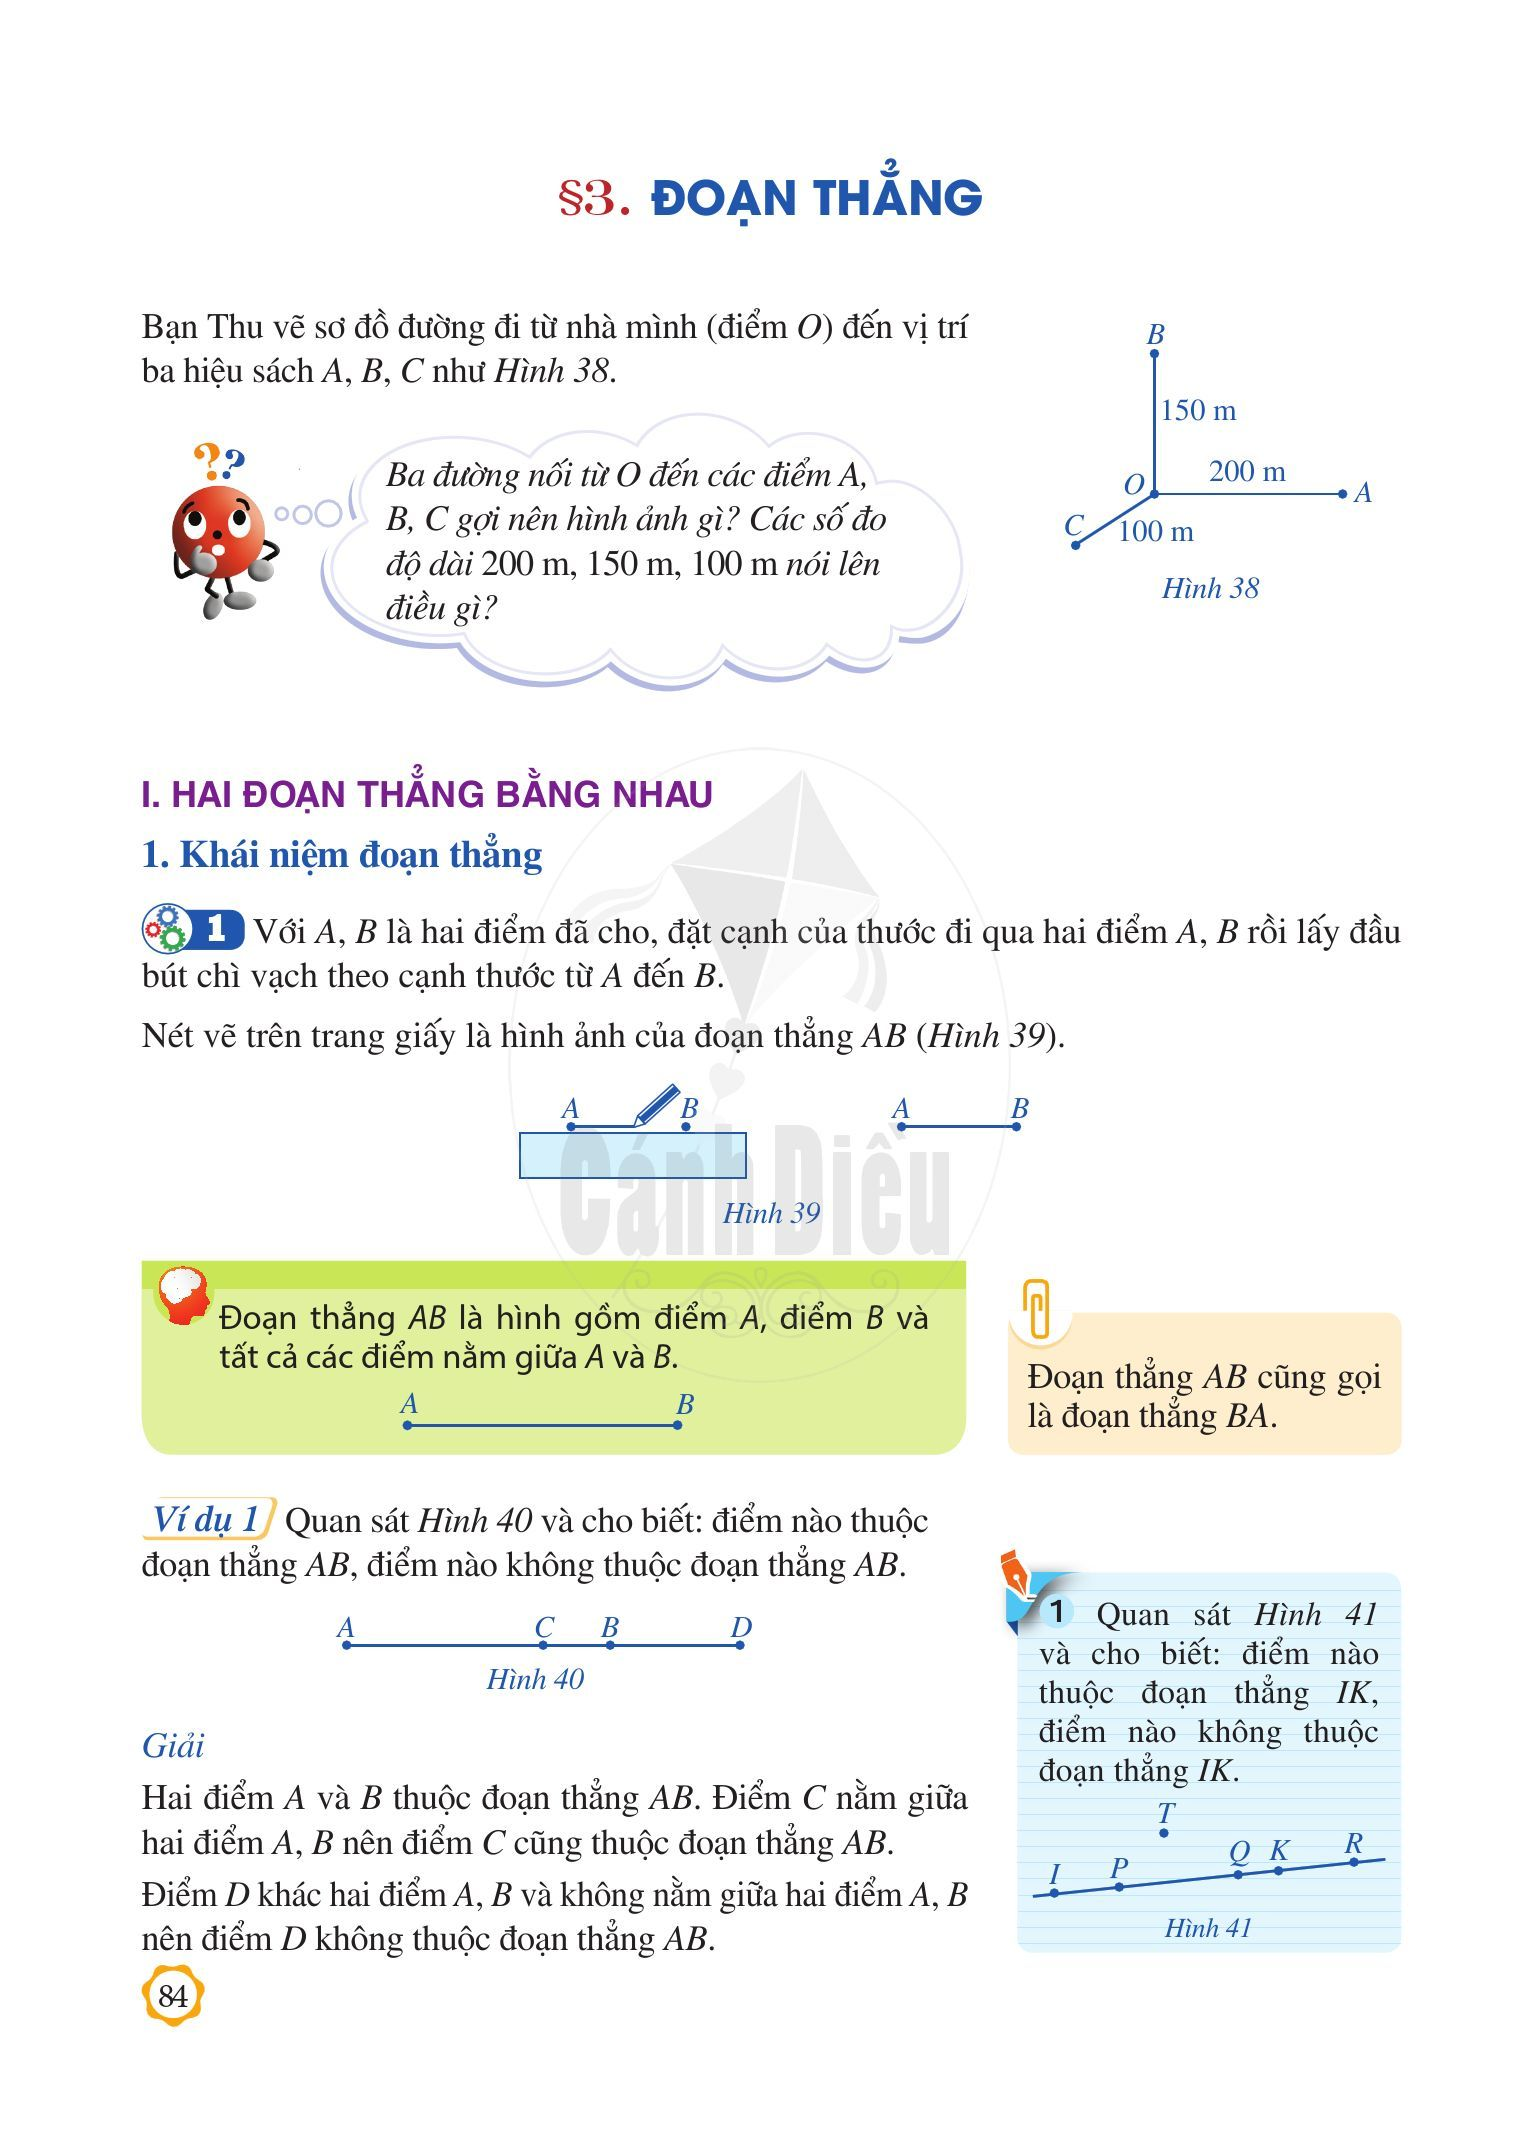 §3. ĐOẠN THẲNG
Bạn Thu vẽ sơ đồ đường đi từ nhà mình (điểm O) đến vị trí
ba hiệu sách A, B, C như Hình 38.
B
150 m
200 m
O
A
C
100 m
Hình 38
? ?
Ba đường nối từ O đến các điểm A,
B, C gợi nên hình ảnh gì? Các số đo
độ dài 200 m, 150 m, 100 m nói lên
điều gì?
I. HAI ĐOẠN THẲNG BẰNG NHAU
1. Khái niệm đoạn thẳng
1 Với A, B là hai điểm đã cho, đặt cạnh của thước đi qua hai điểm A, B rồi lấy đầu
bút chì vạch theo cạnh thước từ A đến B.
Nét vẽ trên trang giấy là hình ảnh của đoạn thẳng AB (Hình 39).
A B A B
Cánh Diều
Hình 39
Đoạn thẳng AB là hình gồm điểm A, điểm B và
tất cả các điểm nằm giữa A và B.
A B
Đoạn thẳng AB cũng gọi
là đoạn thẳng BA.
Ví dụ 1 Quan sát Hình 40 và cho biết: điểm nào thuộc
đoạn thẳng AB, điểm nào không thuộc đoạn thẳng AB.
A C B D
Hình 40
Giải
Hai điểm A và B thuộc đoạn thẳng AB. Điểm C nằm giữa
hai điểm A, B nên điểm C cũng thuộc đoạn thẳng AB.
Điểm D khác hai điểm A, B và không nằm giữa hai điểm A, B
nên điểm D không thuộc đoạn thẳng AB.
1 Quan sát Hình 41
và cho biết: điểm nào
thuộc đoạn thẳng IK,
điểm nào không thuộc
đoạn thẳng IK.
T
I P Q K R
Hình 41
84